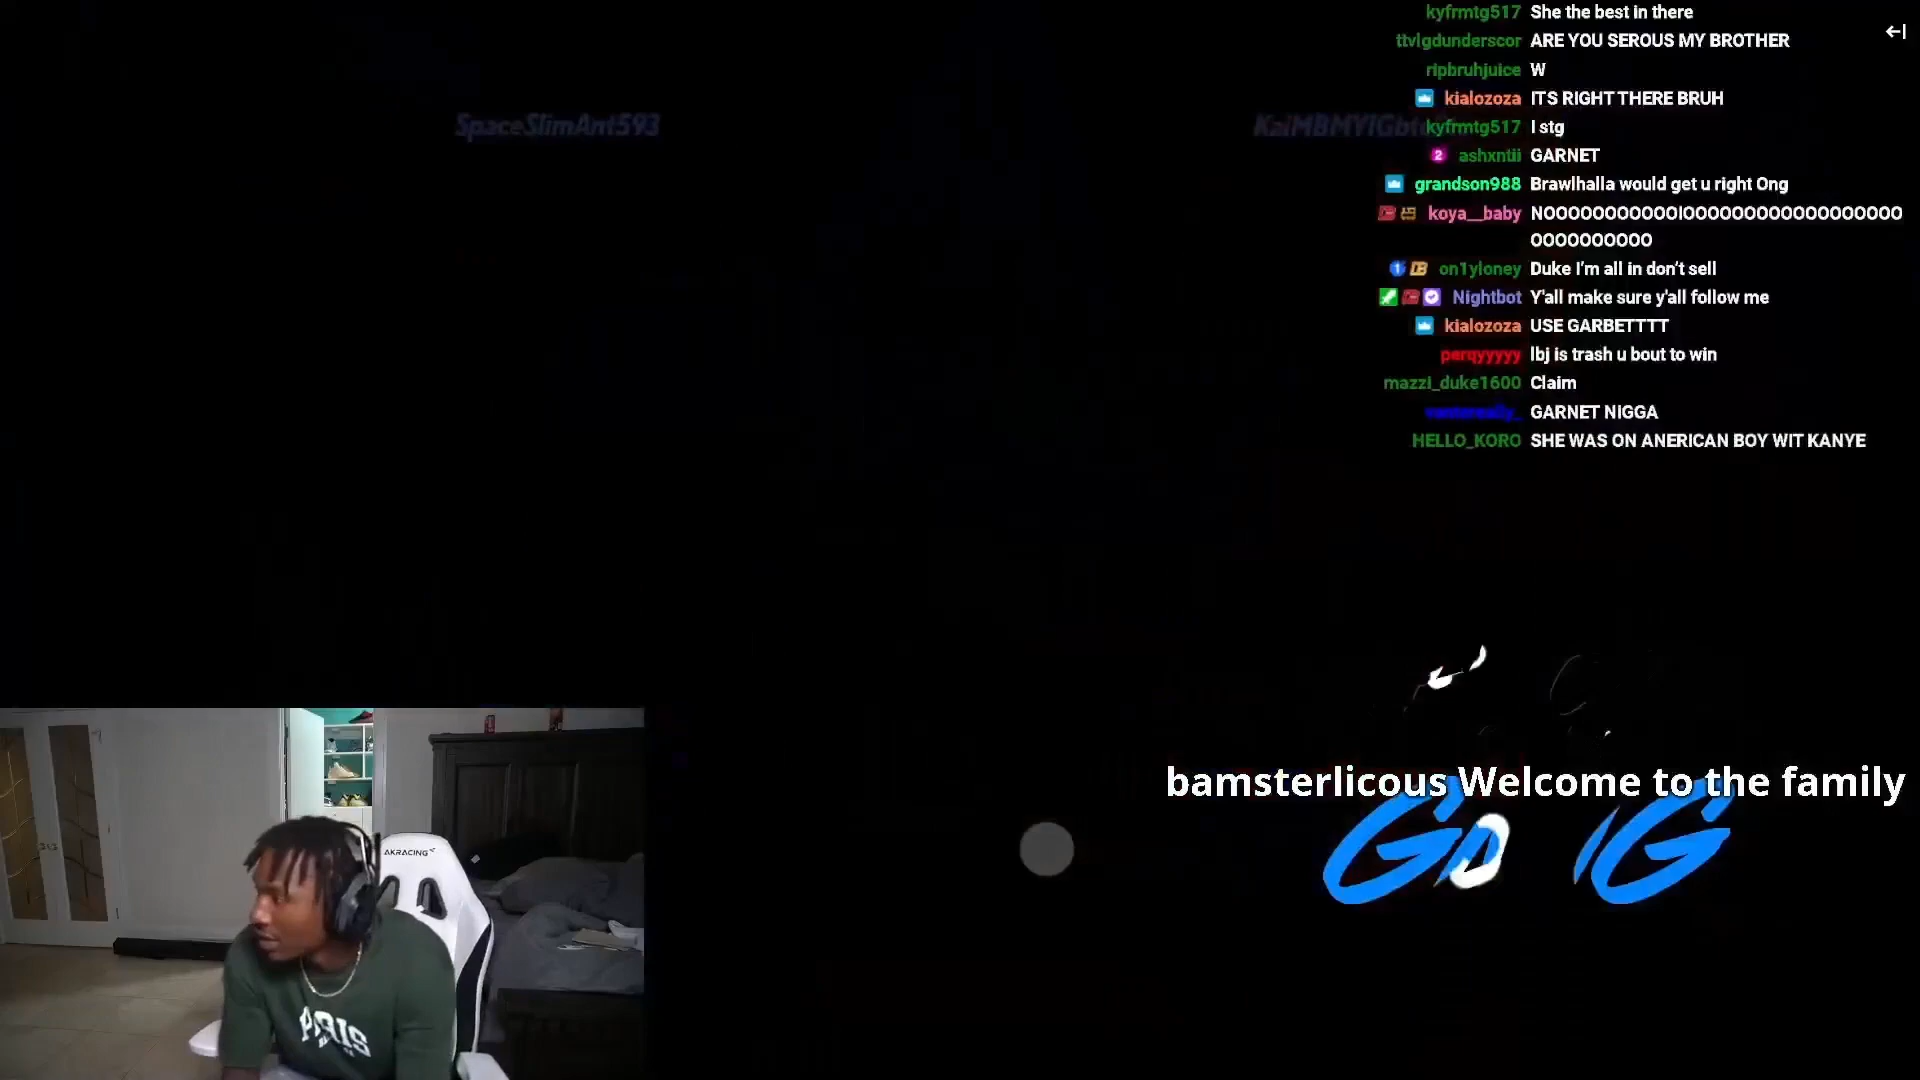 kyfrmtg517 She the best in there
ttvlgdunderscor ARE YOU SEROUS MY BROTHER
ripbruhjuice W
kialozoza ITS RIGHT THERE BRUH
SpaceSlimAnt593
kyfrmtg517 I stg
2 ashxntii GARNET
grandson988 Brawlhalla would get u right Ong
koya__baby NOOOOOOOOOOOIOOOOOOOOOOOOOOOOOO
OOOOOOOOOO
1 on1yloney Duke I'm all in don't sell
Nightbot Y'all make sure y'all follow me
kialozoza USE GARBETTTT
perqyyyyy lbj is trash u bout to win
mazzi_duke1600 Claim
GARNET NIGGA
HELLO_KORO SHE WAS ON ANERICAN BOY WIT KANYE
bamsterlicous Welcome to the family
AKRACING
PARIS